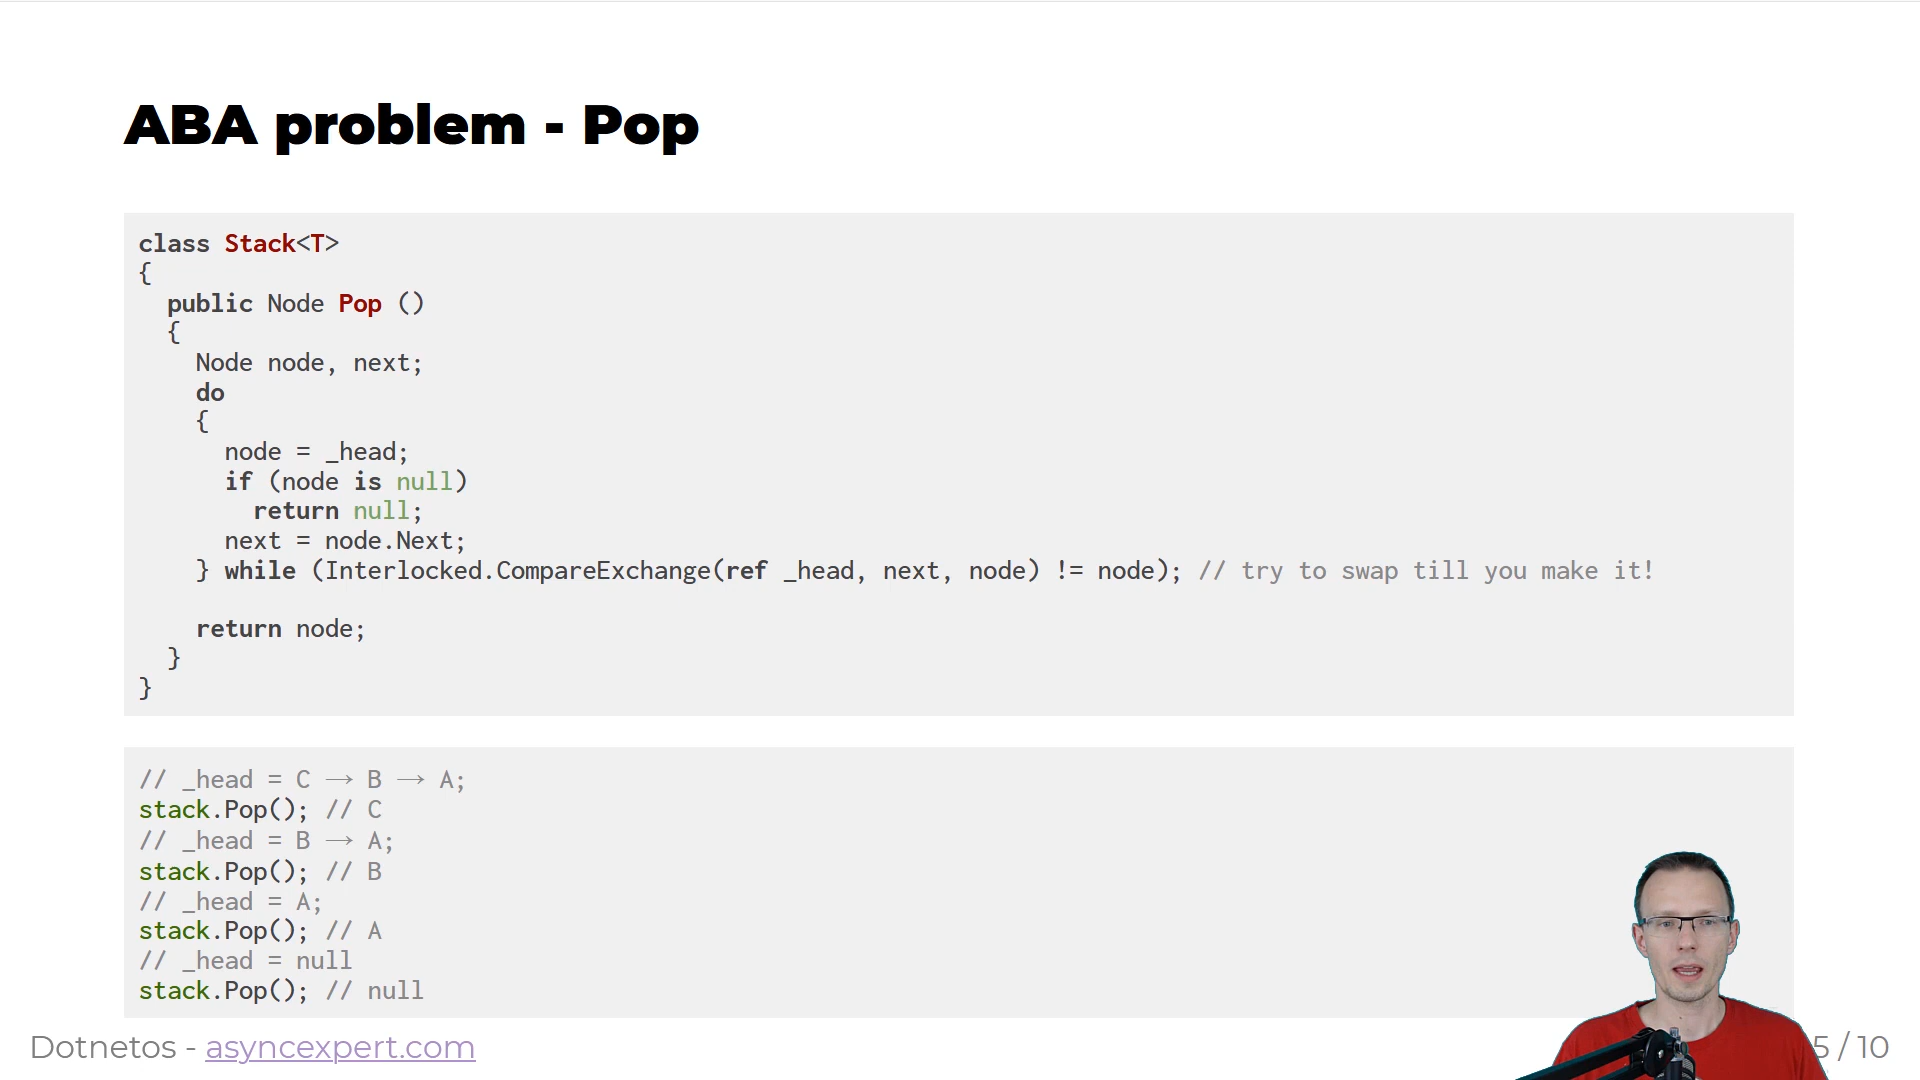 ABA problem - Pop
class Stack<T>
{
  public Node Pop ()
  {
    Node node, next;
    do
    {
      node = _head;
      if (node is null)
        return null;
      next = node.Next;
    } while (Interlocked.CompareExchange(ref _head, next, node) != node); // try to swap till you make it!
    return node;
  }
}
// _head = C → B → A;
stack.Pop(); // C
// _head = B → A;
stack.Pop(); // B
// _head = A;
stack.Pop(); // A
// _head = null
stack.Pop(); // null
Dotnetos - asyncexpert.com
5 / 10